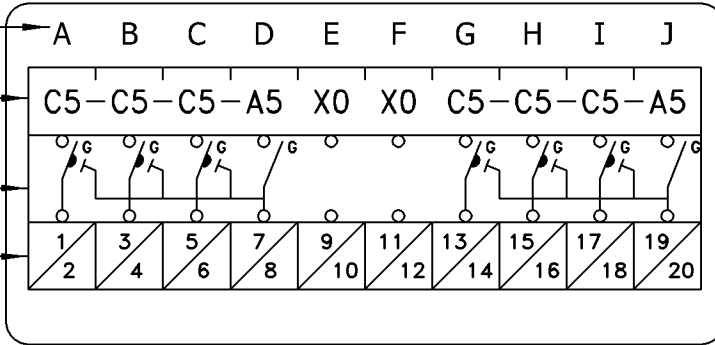 A B C D E F G H I J
C5-C5-C5-A5 X0 X0 C5-C5-C5-A5
G G G G G G G G
1 3 5 7 9 11 13 15 17 19
2 4 6 8 10 12 14 16 18 20